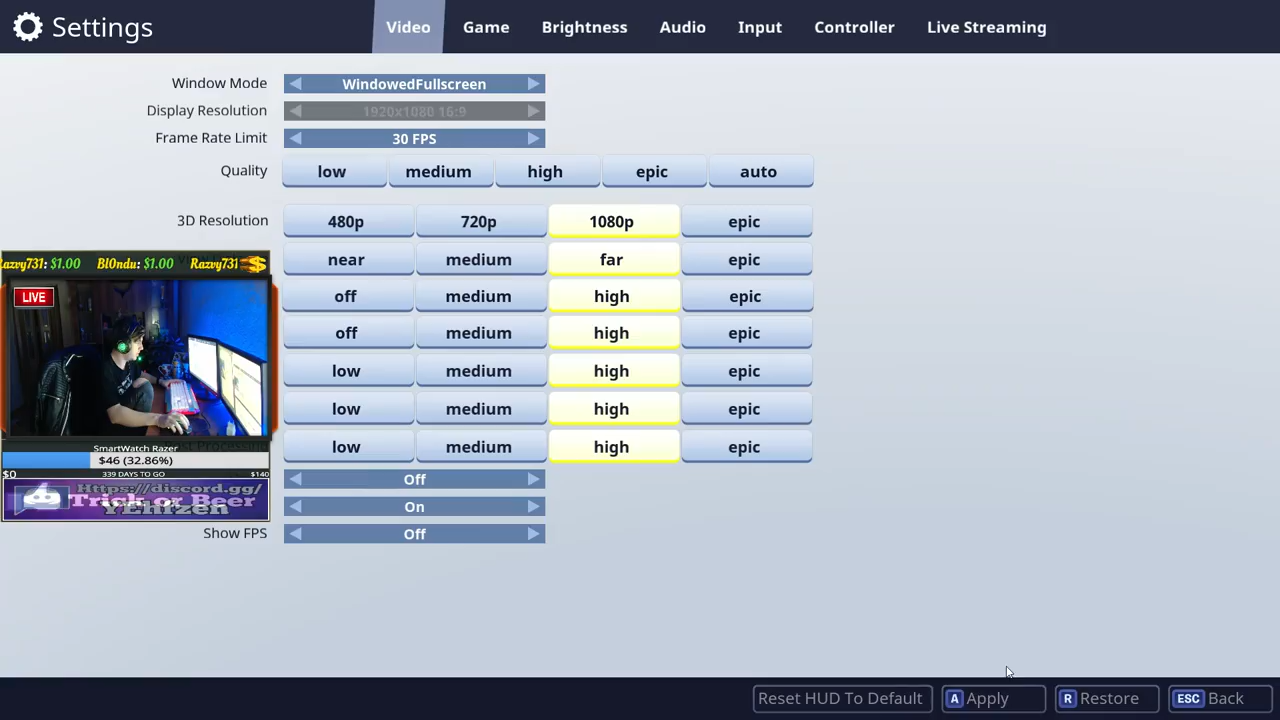 Settings
Video Game Brightness Audio Input Controller Live Streaming
Window Mode WindowedFullscreen
Display Resolution 1920x1080 16:9
Frame Rate Limit 30 FPS
Quality low medium high epic auto
3D Resolution 480p 720p 1080p epic
near medium far epic
off medium high epic
off medium high epic
low medium high epic
low medium high epic
low medium high epic
Off
On
Show FPS Off
azvy731: $1.00 Bl0ndu: $1.00 Razvy731
LIVE
SmartWatch Razer
$46 (32.86%)
$0 339 DAYS TO GO $140
Https://discord.gg/
Trick or Beer
Reset HUD To Default A Apply R Restore ESC Back